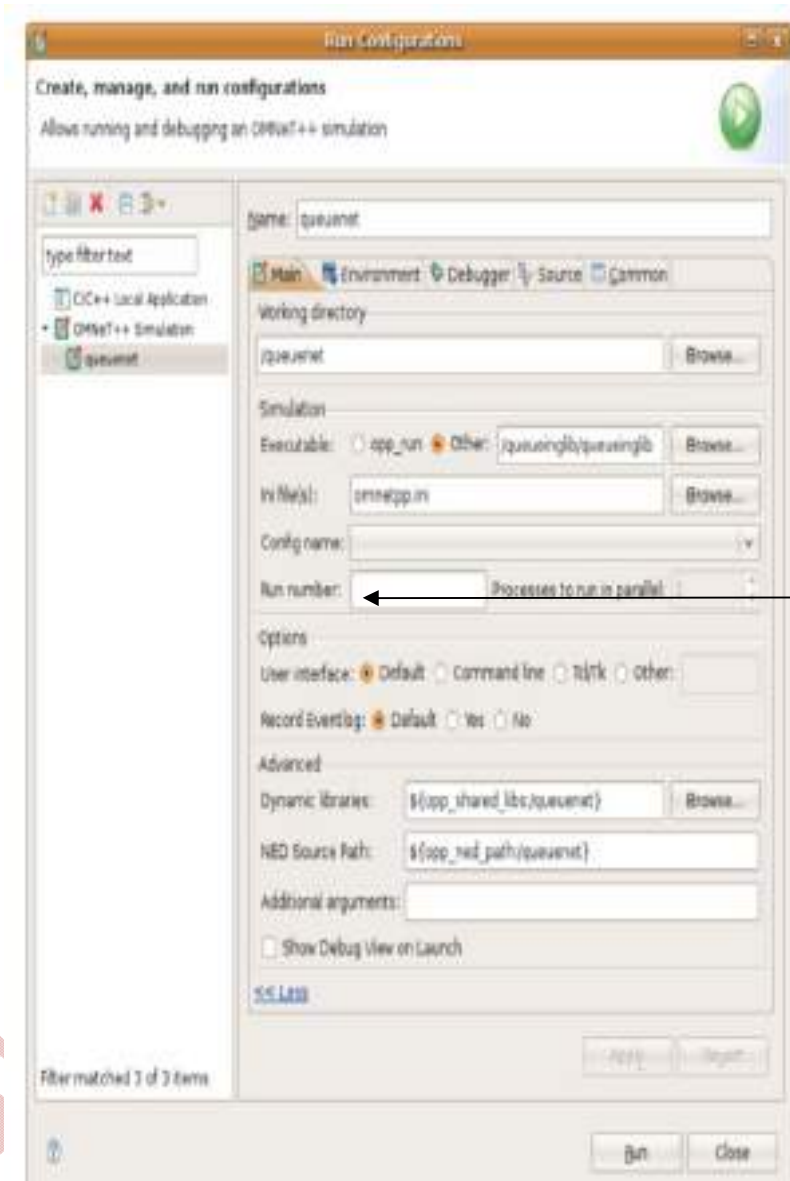 Run Configurations
Create, manage, and run configurations
Allows running and debugging an OMNeT++ simulation
type filter text
C/C++ Local Application
OMNeT++ Simulation
queuenet
Filter matched 3 of 3 items
Name: queuenet
Main Environment Debugger Source Common
Working directory
/queuenet Browse...
Simulation
Executable: opp_run Other: /queueinglib/queueinglib Browse...
Ini file(s): omnetpp.ini Browse...
Config name:
Run number: Processes to run in parallel:
Options
User interface: Default Command line Tcl/Tk Other:
Record Eventlog: Default Yes No
Advanced
Dynamic libraries: ${opp_shared_libs:/queuenet} Browse...
NED Source Path: ${opp_ned_path:/queuenet}
Additional arguments:
Show Debug View on Launch
<< Less
Apply Revert
Run Close